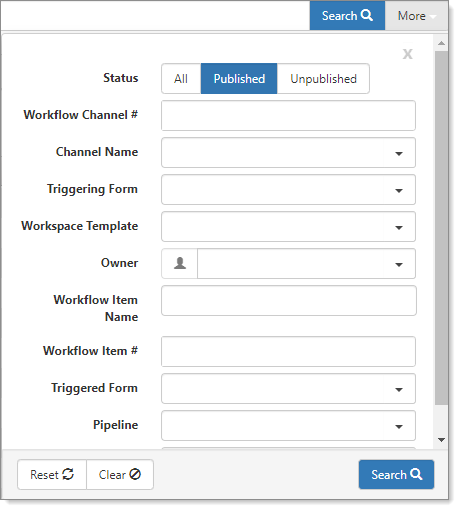 Search More
x
Status All Published Unpublished
Workflow Channel #
Channel Name
Triggering Form
Workspace Template
Owner
Workflow Item
Name
Workflow Item #
Triggered Form
Pipeline
Reset Clear Search